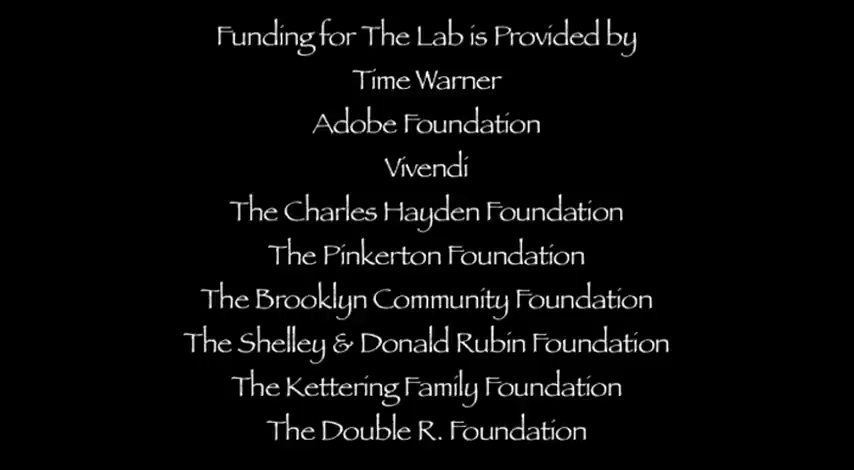 Funding for The Lab is Provided by
Time Warner
Adobe Foundation
Vivendi
The Charles Hayden Foundation
The Pinkerton Foundation
The Brooklyn Community Foundation
The Shelley & Donald Rubin Foundation
The Kettering Family Foundation
The Double R. Foundation